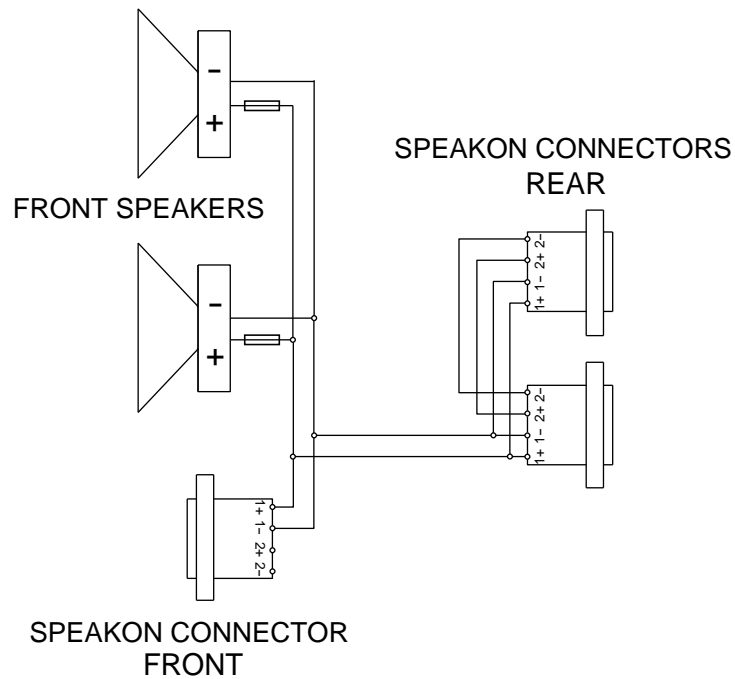 −
+
SPEAKON CONNECTORS
REAR
FRONT SPEAKERS
−
+
1+ 1− 2+ 2−
1+ 1− 2+ 2−
1+ 1− 2+ 2−
SPEAKON CONNECTOR
FRONT